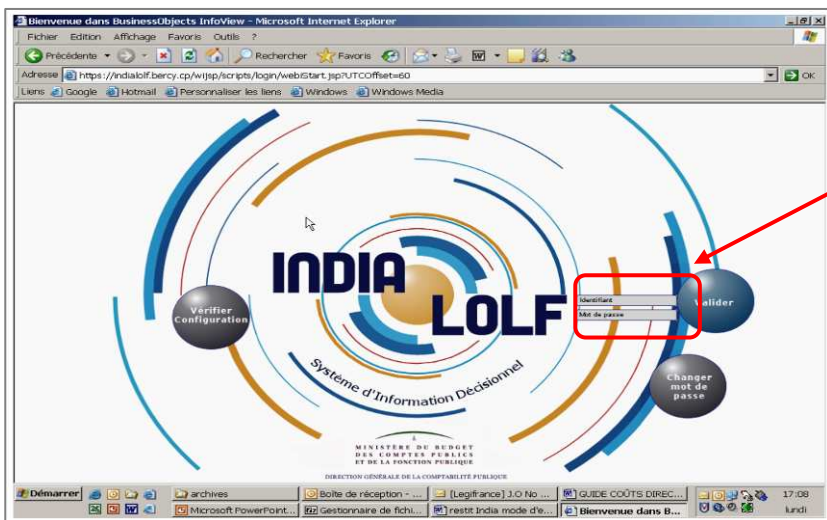 Bienvenue dans BusinessObjects InfoView - Microsoft Internet Explorer
Fichier Edition Affichage Favoris Outils ?
Précédente Rechercher Favoris
Adresse https://indialolf.bercy.cp/wijsp/scripts/login/webiStart.jsp?UTCOffset=60 OK
Liens Google Hotmail Personnaliser les liens Windows Windows Media
INDIA
LOLF
Identifiant
Mot de passe
Valider
Vérifier
Configuration
Changer
mot de
passe
Système d'Information Décisionnel
MINISTÈRE DU BUDGET
DES COMPTES PUBLICS
ET DE LA FONCTION PUBLIQUE
DIRECTION GÉNÉRALE DE LA COMPTABILITÉ PUBLIQUE
Démarrer archives Boîte de réception - ... [Legifrance] J.O No ... GUIDE COÛTS DIREC... 17:08
Microsoft PowerPoint... Gestionnaire de fichi... restit India mode d'e... Bienvenue dans B... lundi